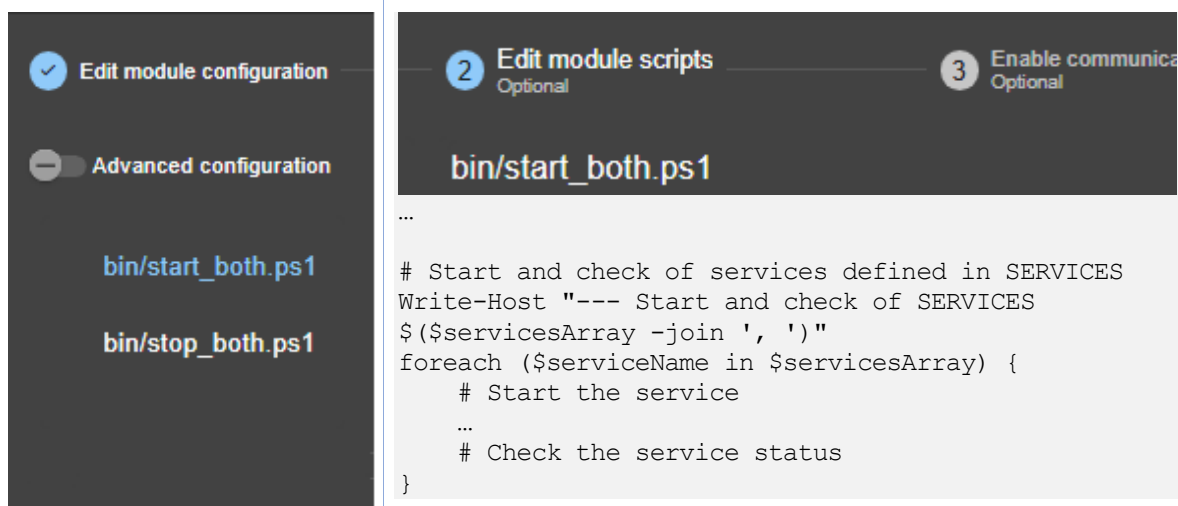 Edit module configuration
Advanced configuration
bin/start_both.ps1
bin/stop_both.ps1
2
Edit module scripts
Optional
3
Enable communica
Optional
bin/start_both.ps1
…
# Start and check of services defined in SERVICES
Write-Host "--- Start and check of SERVICES
$($servicesArray -join ', ')"
foreach ($serviceName in $servicesArray) {
    # Start the service
    …
    # Check the service status
}